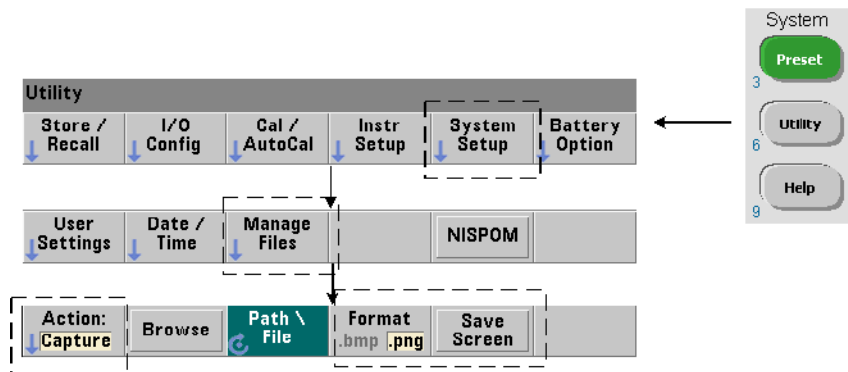 System
Preset
3
Utility
6
Help
9
Utility
Store / Recall
I/O Config
Cal / AutoCal
Instr Setup
System Setup
Battery Option
User Settings
Date / Time
Manage Files
NISPOM
Action: Capture
Browse
Path \ File
Format .bmp .png
Save Screen